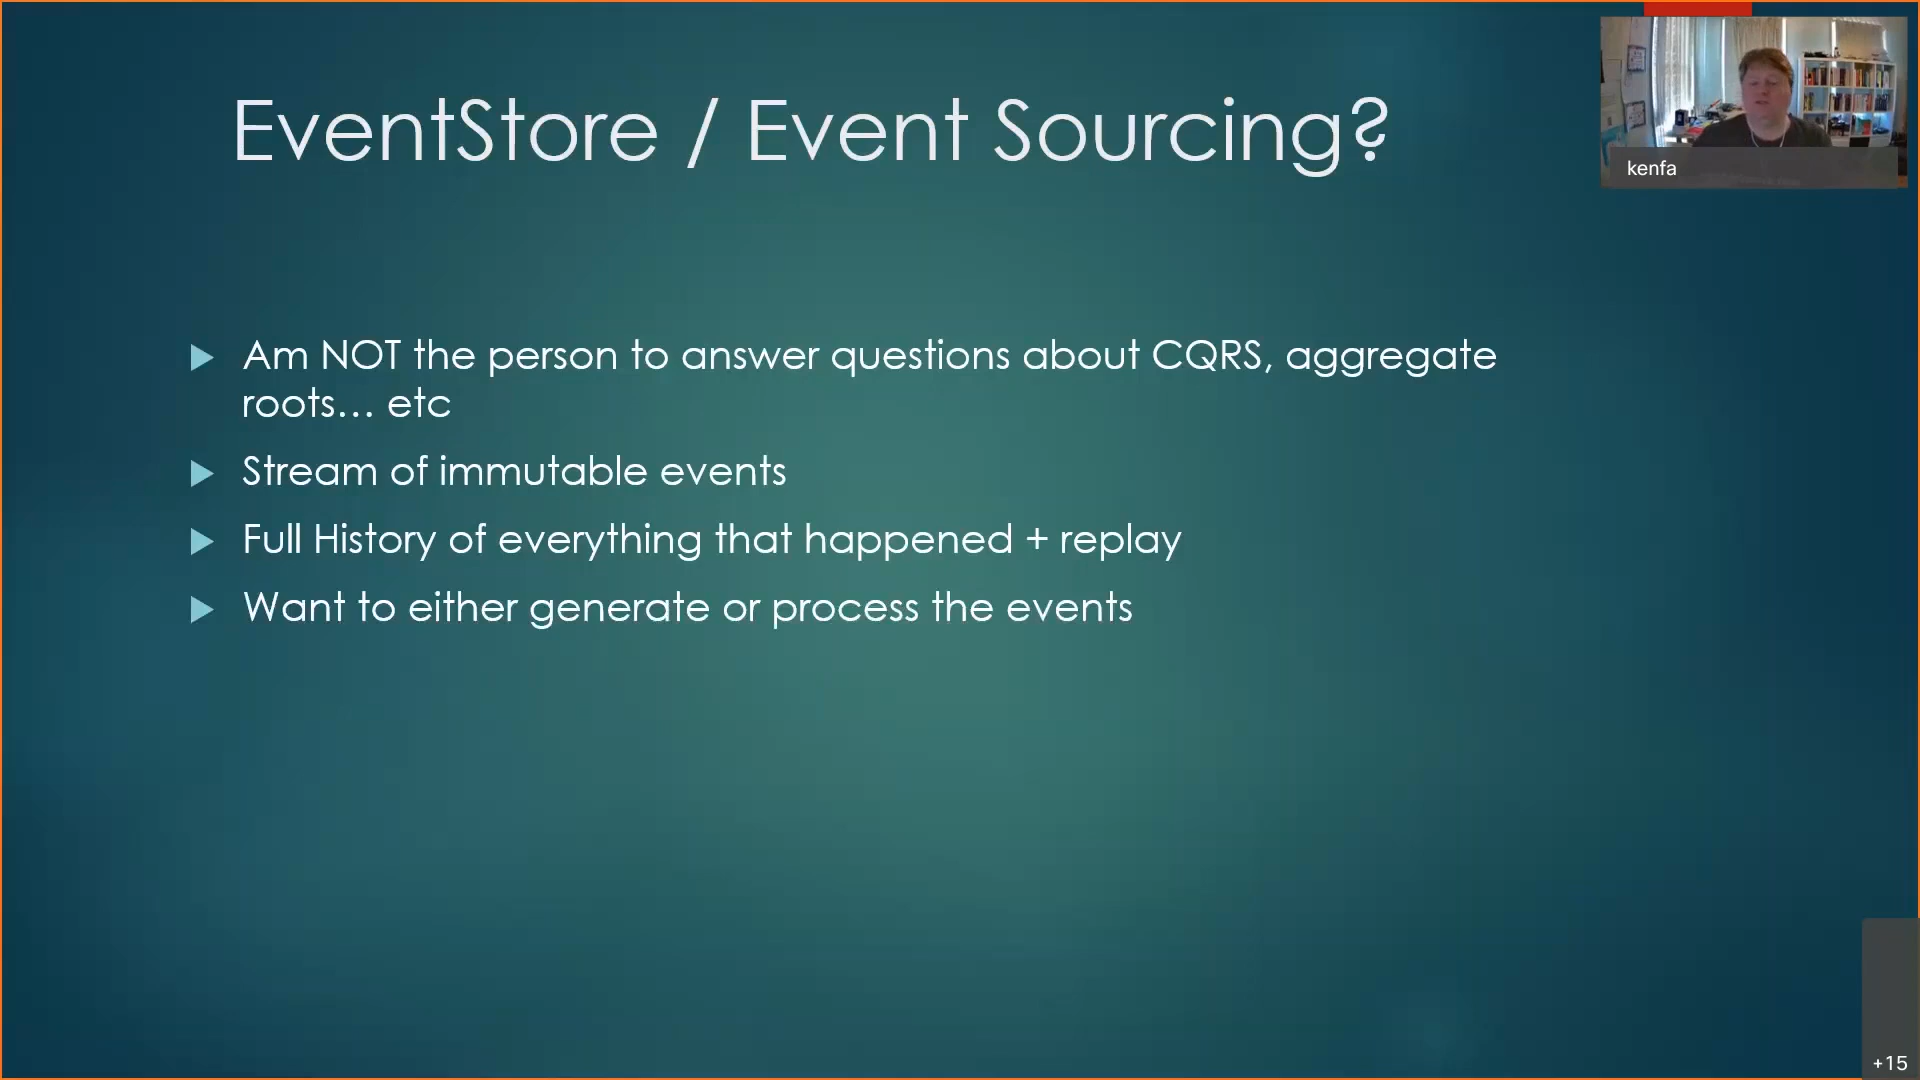 EventStore / Event Sourcing?
kenfa
Am NOT the person to answer questions about CQRS, aggregate
roots... etc
Stream of immutable events
Full History of everything that happened + replay
Want to either generate or process the events
+15